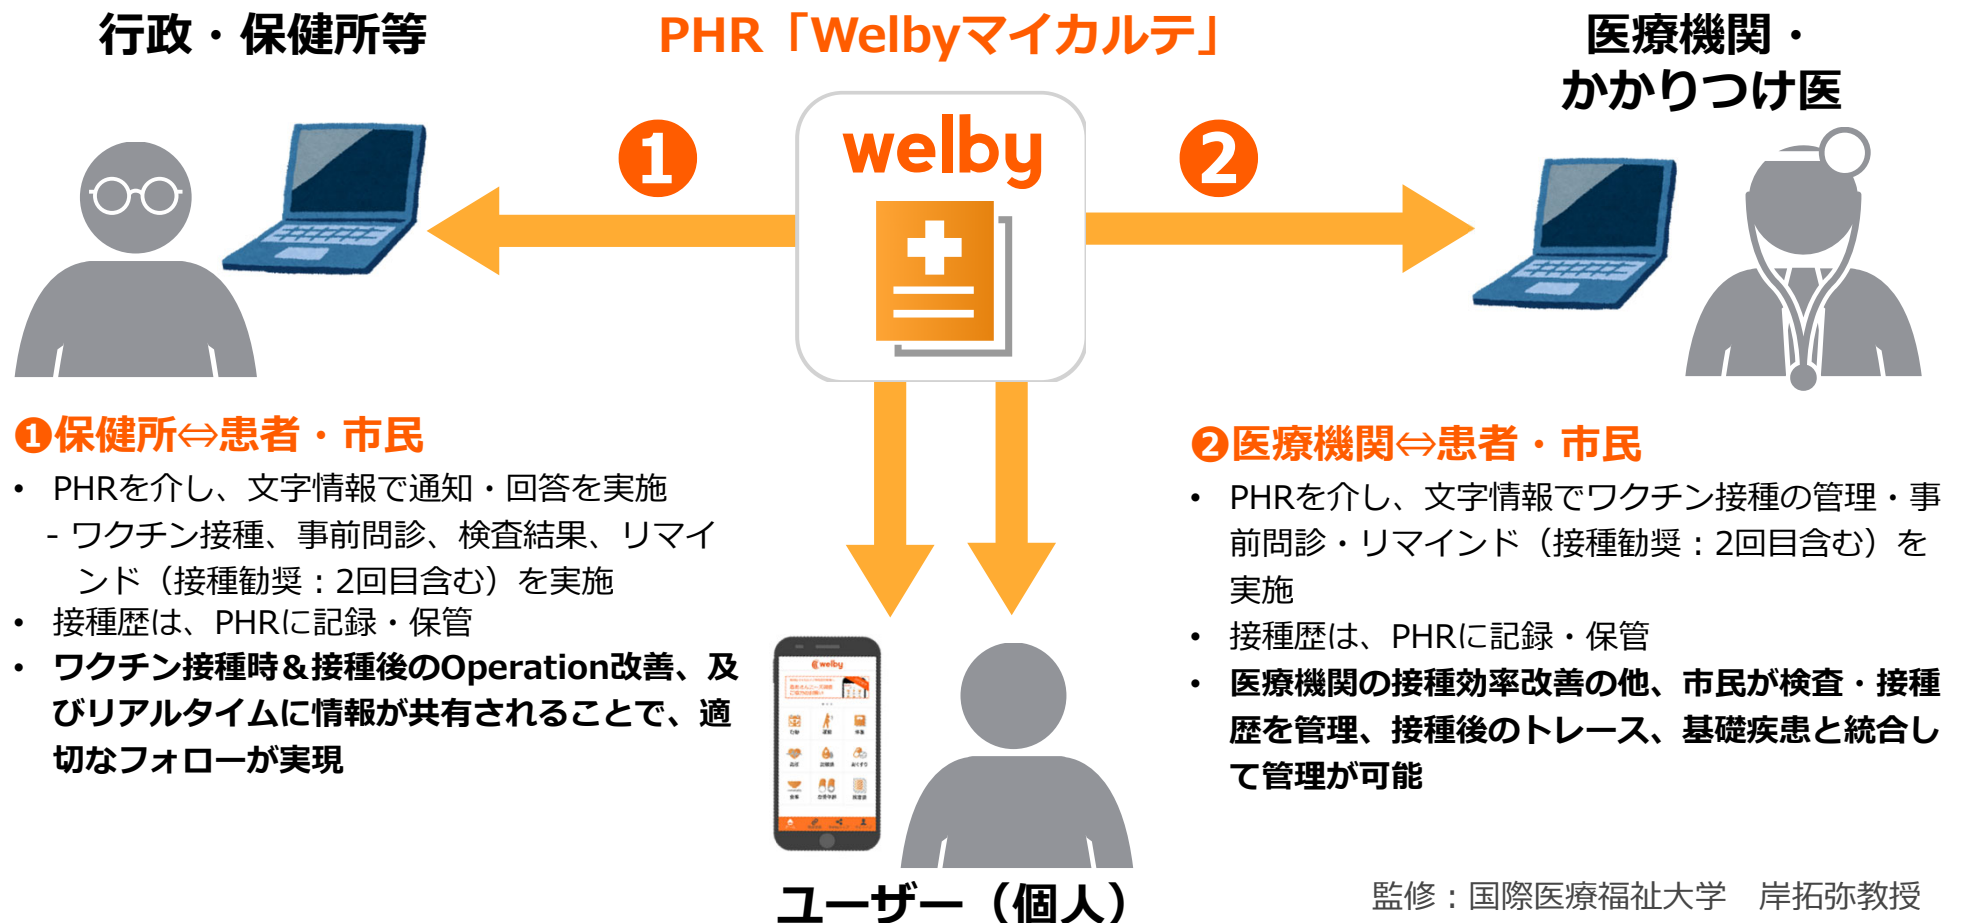 行政・保健所等
PHR「Welbyマイカルテ」
医療機関・
かかりつけ医
❶
welby
❷
❶保健所⇔患者・市民
• PHRを介し、文字情報で通知・回答を実施
- ワクチン接種、事前問診、検査結果、リマイ
ンド（接種勧奨：2回目含む）を実施
• 接種歴は、PHRに記録・保管
• ワクチン接種時＆接種後のOperation改善、及
びリアルタイムに情報が共有されることで、適
切なフォローが実現
❷医療機関⇔患者・市民
• PHRを介し、文字情報でワクチン接種の管理・事
前問診・リマインド（接種勧奨：2回目含む）を
実施
• 接種歴は、PHRに記録・保管
• 医療機関の接種効率改善の他、市民が検査・接種
歴を管理、接種後のトレース、基礎疾患と統合し
て管理が可能
welby
ユーザー（個人）
監修：国際医療福祉大学　岸拓弥教授